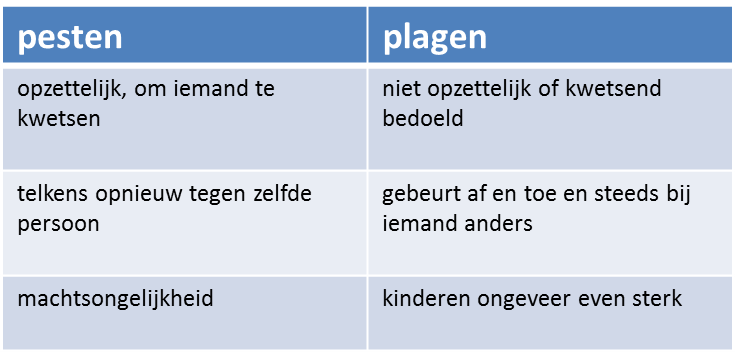 pesten
plagen
opzettelijk, om iemand te
kwetsen
niet opzettelijk of kwetsend
bedoeld
telkens opnieuw tegen zelfde
persoon
gebeurt af en toe en steeds bij
iemand anders
machtsongelijkheid
kinderen ongeveer even sterk